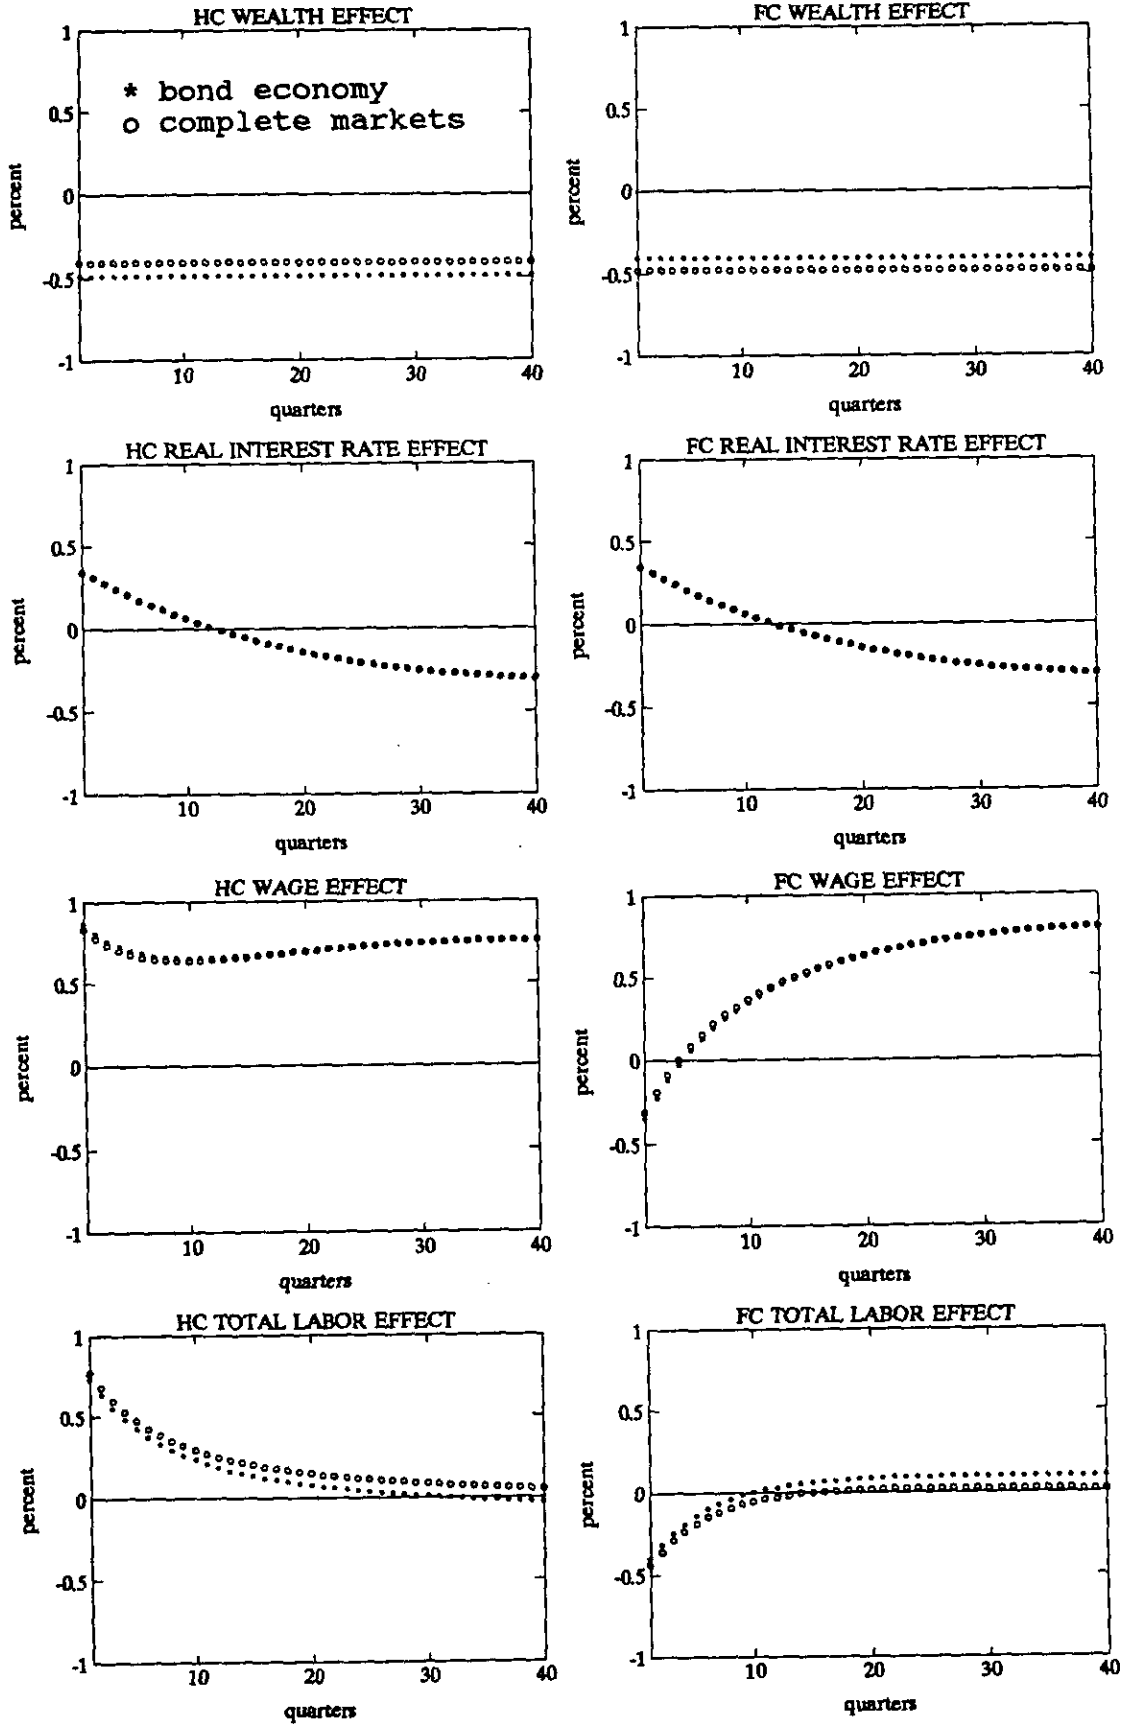 HC WEALTH EFFECT
1
0.5
0
-0.5
-1
percent
* bond economy
o complete markets
10 20 30 40
quarters
FC WEALTH EFFECT
1
0.5
0
-0.5
-1
percent
10 20 30 40
quarters
HC REAL INTEREST RATE EFFECT
1
0.5
0
-0.5
-1
percent
10 20 30 40
quarters
FC REAL INTEREST RATE EFFECT
1
0.5
0
-0.5
-1
percent
10 20 30 40
quarters
HC WAGE EFFECT
1
0.5
0
-0.5
-1
percent
10 20 30 40
quarters
FC WAGE EFFECT
1
0.5
0
-0.5
-1
percent
10 20 30 40
quarters
HC TOTAL LABOR EFFECT
1
0.5
0
-0.5
-1
percent
10 20 30 40
quarters
FC TOTAL LABOR EFFECT
1
0.5
0
-0.5
-1
percent
10 20 30 40
quarters